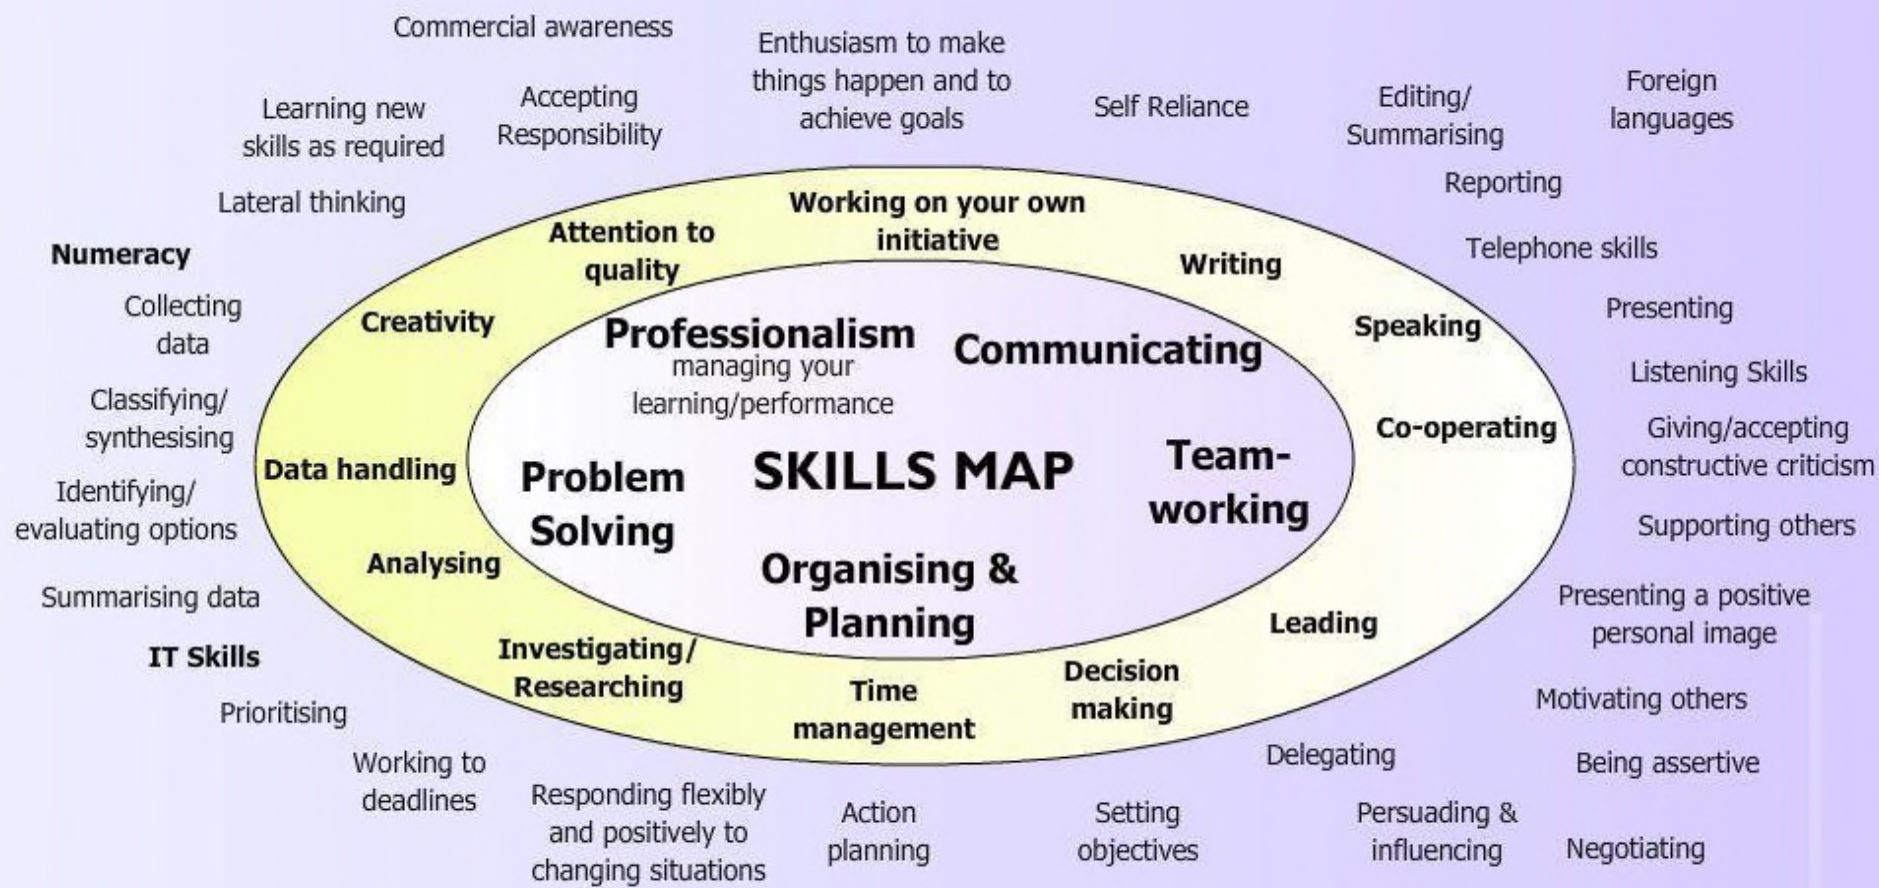 Commercial awareness
Enthusiasm to make
things happen and to
achieve goals
Learning new
skills as required
Accepting
Responsibility
Self Reliance
Editing/
Summarising
Foreign
languages
Reporting
Lateral thinking
Working on your own
initiative
Attention to
quality
Writing
Telephone skills
Numeracy
Collecting
data
Creativity
Professionalism
managing your
learning/performance
Communicating
Speaking
Presenting
Listening Skills
Classifying/
synthesising
Co-operating
Giving/accepting
constructive criticism
Data handling
Problem
Solving
SKILLS MAP
Team-
working
Identifying/
evaluating options
Supporting others
Analysing
Organising &
Planning
Summarising data
Presenting a positive
personal image
Leading
IT Skills
Investigating/
Researching
Time
management
Decision
making
Prioritising
Motivating others
Working to
deadlines
Delegating
Being assertive
Responding flexibly
and positively to
changing situations
Action
planning
Setting
objectives
Persuading &
influencing
Negotiating